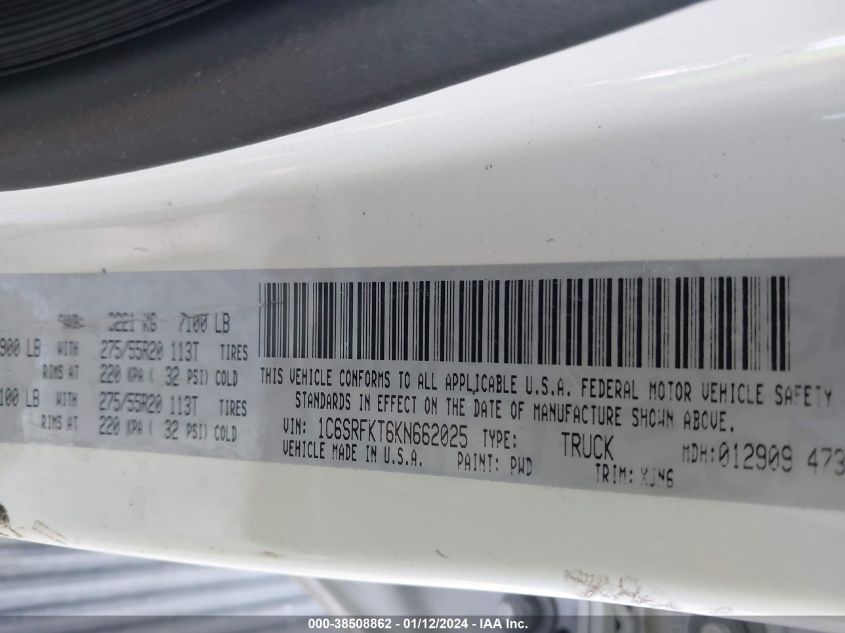 GVWR: 3221 KG 7100 LB
900 LB WITH 275/55R20 113T TIRES
RIMS AT 220 KPA ( 32 PSI) COLD
100 LB WITH 275/55R20 113T TIRES
RIMS AT 220 KPA ( 32 PSI) COLD
THIS VEHICLE CONFORMS TO ALL APPLICABLE U.S.A. FEDERAL MOTOR VEHICLE SAFETY
STANDARDS IN EFFECT ON THE DATE OF MANUFACTURE SHOWN ABOVE.
VIN: 1C6SRFKT6KN662025 TYPE: TRUCK MDH:012909 473
VEHICLE MADE IN U.S.A. PAINT: PWD TRIM: XJN6
000-38508862 - 01/12/2024 - IAA Inc.